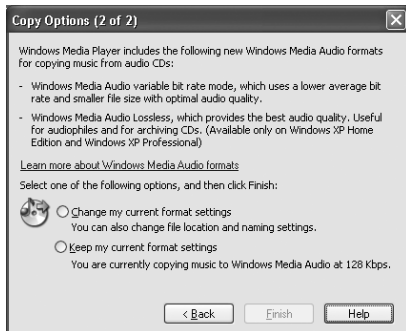 Copy Options (2 of 2)
Windows Media Player includes the following new Windows Media Audio formats
for copying music from audio CDs:
- Windows Media Audio variable bit rate mode, which uses a lower average bit
rate and smaller file size with optimal audio quality.
- Windows Media Audio Lossless, which provides the best audio quality. Useful
for audiophiles and for archiving CDs. (Available only on Windows XP Home
Edition and Windows XP Professional)
Learn more about Windows Media Audio formats
Select one of the following options, and then click Finish:
Change my current format settings
You can also change file location and naming settings.
Keep my current format settings
You are currently copying music to Windows Media Audio at 128 Kbps.
< Back Finish Help